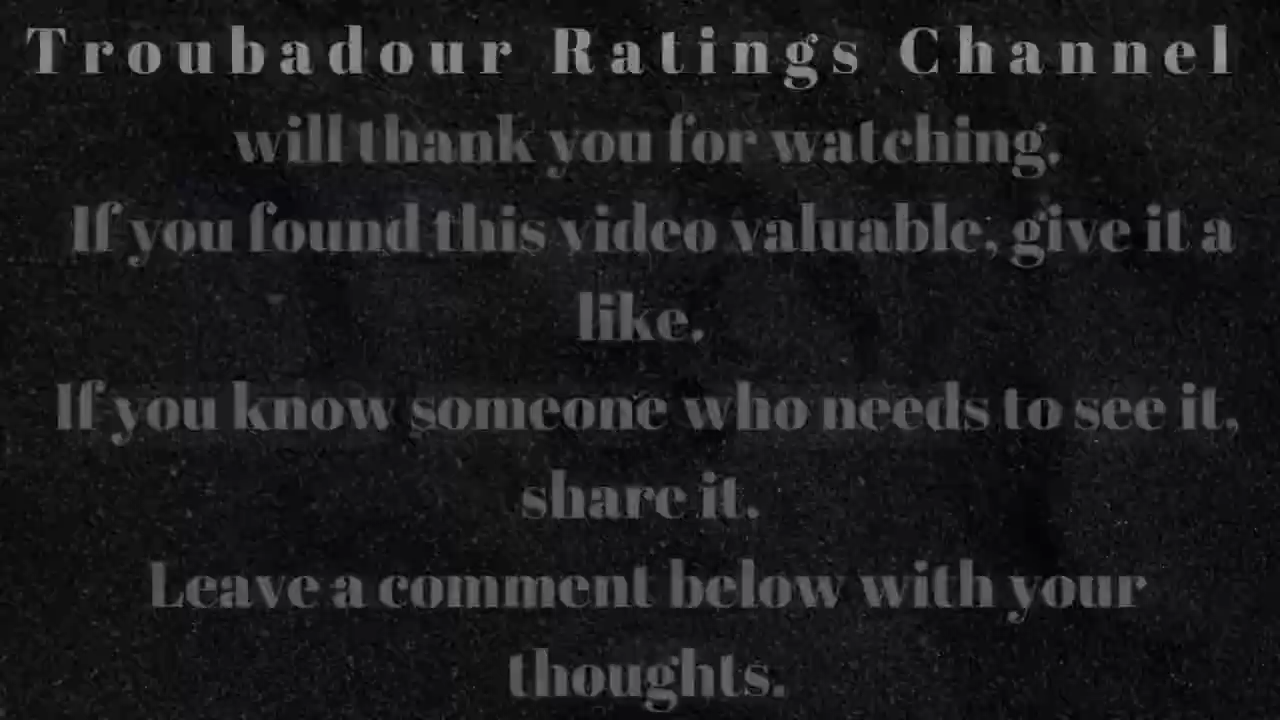 Troubadour Ratings Channel
will thank you for watching.
If you found this video valuable, give it a
like.
If you know someone who needs to see it,
share it.
Leave a comment below with your
thoughts.